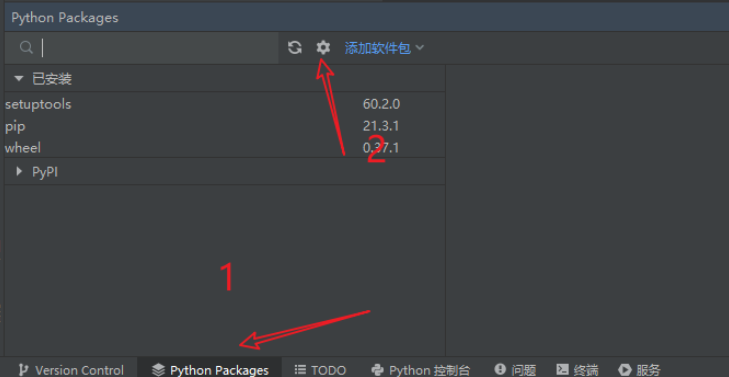 Python Packages
添加软件包
已安装
setuptools 60.2.0
pip 21.3.1
wheel 0.37.1
2
PyPI
1
Version Control Python Packages TODO Python 控制台 问题 终端 服务